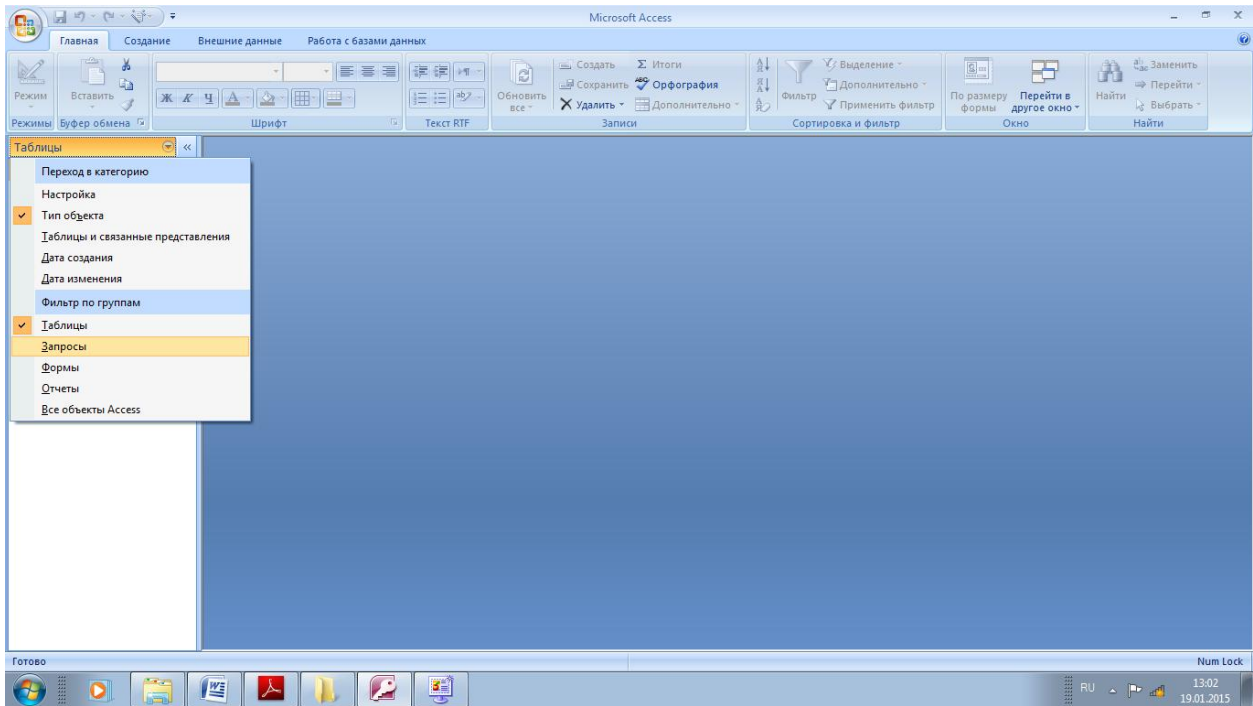 Microsoft Access
Главная Создание Внешние данные Работа с базами данных
Режим
Вставить
Ж К Ч А
ab
Обновить все
Создать Итоги
Сохранить Орфография
Удалить Дополнительно
Фильтр
Выделение
Дополнительно
Применить фильтр
По размеру формы
Перейти в другое окно
Найти
Заменить
Перейти
Выбрать
Режимы Буфер обмена Шрифт Текст RTF Записи Сортировка и фильтр Окно Найти
Таблицы «
Переход в категорию
Настройка
Тип объекта
Таблицы и связанные представления
Дата создания
Дата изменения
Фильтр по группам
Таблицы
Запросы
Формы
Отчеты
Все объекты Access
Готово Num Lock
RU 13:02
19.01.2015